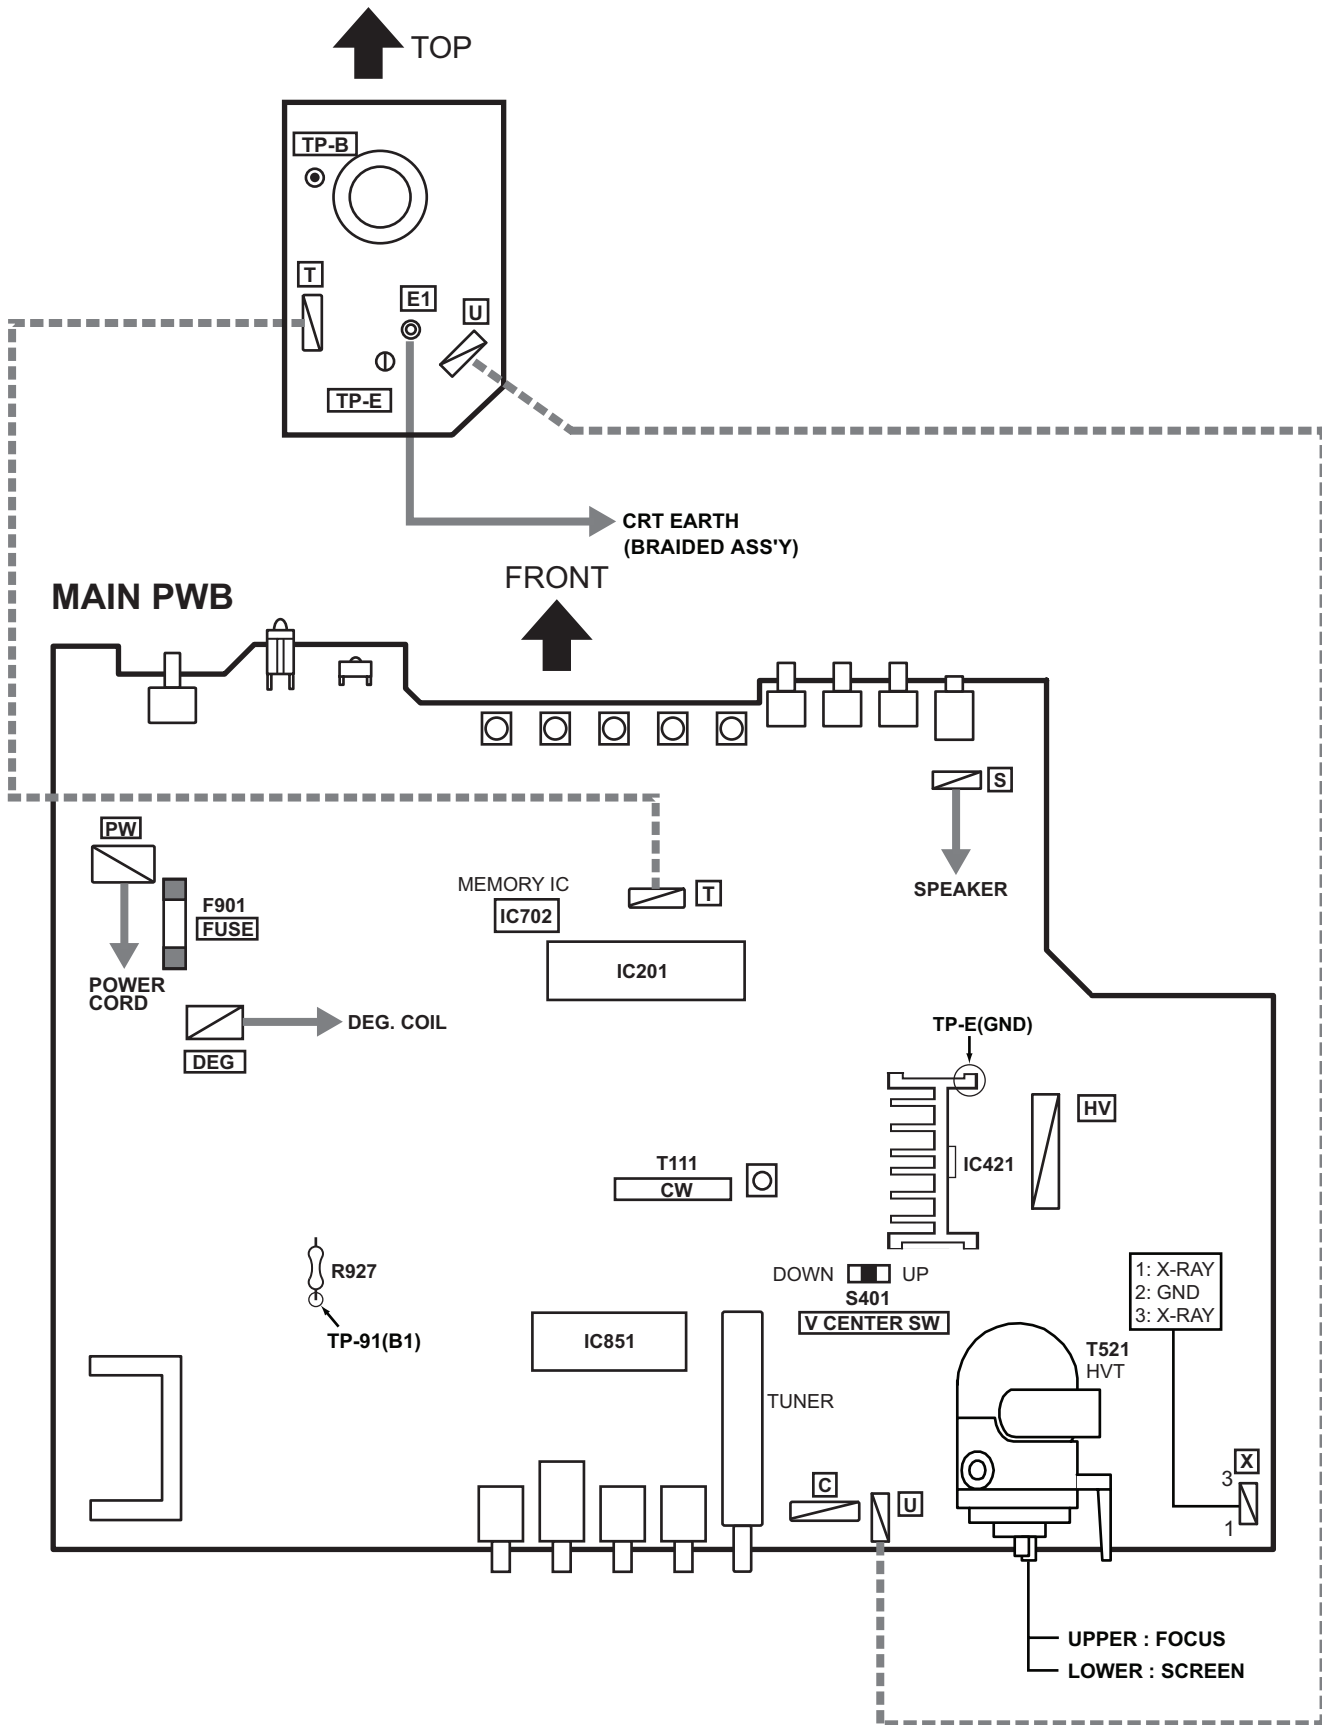 TOP
TP-B
T
E1
U
TP-E
CRT EARTH
(BRAIDED ASS'Y)
FRONT
MAIN PWB
S
SPEAKER
PW
F901
FUSE
POWER
CORD
MEMORY IC
IC702
T
IC201
DEG. COIL
DEG
TP-E(GND)
HV
IC421
T111
CW
R927
TP-91(B1)
DOWN
UP
S401
V CENTER SW
1: X-RAY
2: GND
3: X-RAY
IC851
T521
HVT
TUNER
C
U
X
3
1
UPPER : FOCUS
LOWER : SCREEN